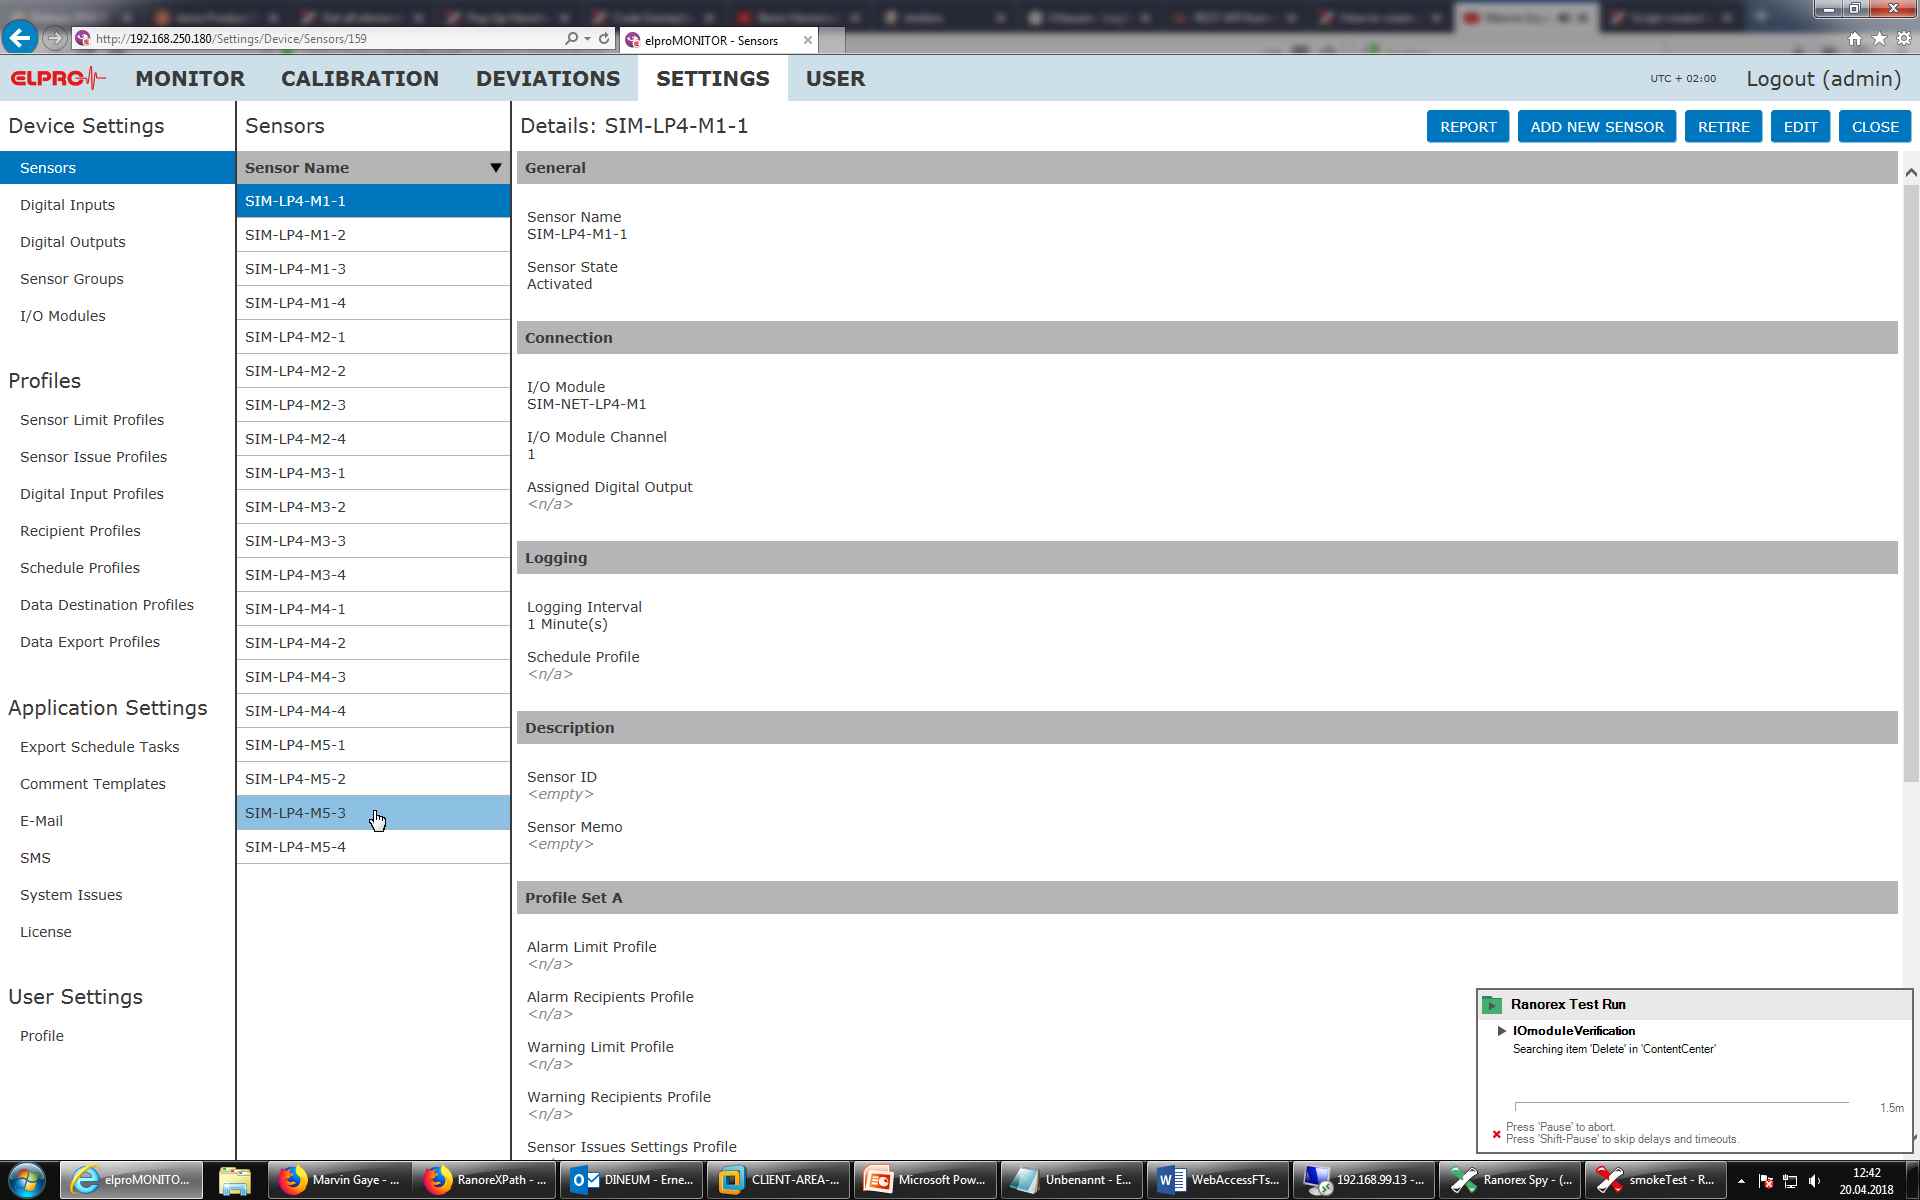 http://192.168.250.180/Settings/Device/Sensors/159
elproMONITOR - Sensors
ELPRO
MONITOR
CALIBRATION
DEVIATIONS
SETTINGS
USER
UTC + 02:00
Logout (admin)
Device Settings
Sensors
Digital Inputs
Digital Outputs
Sensor Groups
I/O Modules
Profiles
Sensor Limit Profiles
Sensor Issue Profiles
Digital Input Profiles
Recipient Profiles
Schedule Profiles
Data Destination Profiles
Data Export Profiles
Application Settings
Export Schedule Tasks
Comment Templates
E-Mail
SMS
System Issues
License
User Settings
Profile
Sensors
Sensor Name
SIM-LP4-M1-1
SIM-LP4-M1-2
SIM-LP4-M1-3
SIM-LP4-M1-4
SIM-LP4-M2-1
SIM-LP4-M2-2
SIM-LP4-M2-3
SIM-LP4-M2-4
SIM-LP4-M3-1
SIM-LP4-M3-2
SIM-LP4-M3-3
SIM-LP4-M3-4
SIM-LP4-M4-1
SIM-LP4-M4-2
SIM-LP4-M4-3
SIM-LP4-M4-4
SIM-LP4-M5-1
SIM-LP4-M5-2
SIM-LP4-M5-3
SIM-LP4-M5-4
Details: SIM-LP4-M1-1
REPORT
ADD NEW SENSOR
RETIRE
EDIT
CLOSE
General
Sensor Name
SIM-LP4-M1-1
Sensor State
Activated
Connection
I/O Module
SIM-NET-LP4-M1
I/O Module Channel
1
Assigned Digital Output
<n/a>
Logging
Logging Interval
1 Minute(s)
Schedule Profile
<n/a>
Description
Sensor ID
<empty>
Sensor Memo
<empty>
Profile Set A
Alarm Limit Profile
<n/a>
Alarm Recipients Profile
<n/a>
Warning Limit Profile
<n/a>
Warning Recipients Profile
<n/a>
Sensor Issues Settings Profile
Ranorex Test Run
IOmoduleVerification
Searching item 'Delete' in 'ContentCenter'
1.5m
Press 'Pause' to abort.
Press 'Shift-Pause' to skip delays and timeouts.
elproMONITO...
Marvin Gaye - ...
RanoreXPath - ...
DINEUM - Erne...
CLIENT-AREA-...
Microsoft Pow...
Unbenannt - E...
WebAccessFTs...
192.168.99.13 -...
Ranorex Spy - (...
smokeTest - R...
12:42
20.04.2018